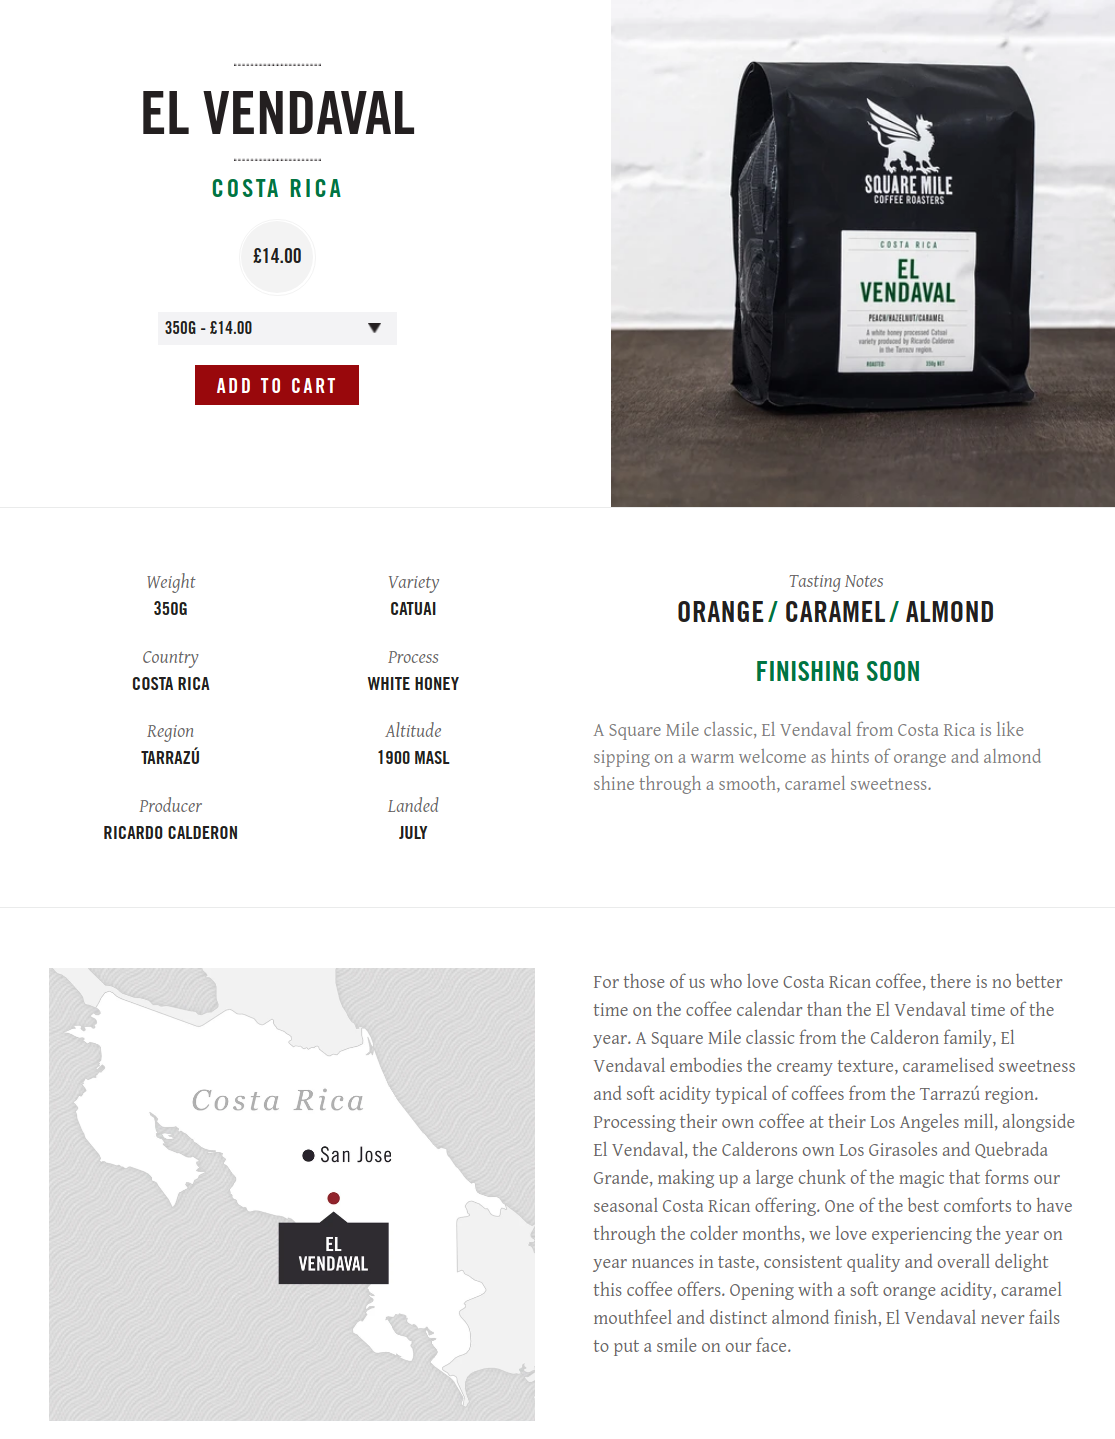 EL VENDAVAL
COSTA RICA
£14.00
350G - £14.00
ADD TO CART
SQUARE MILE
COFFEE ROASTERS
COSTA RICA
EL
VENDAVAL
PEACH/HAZELNUT/CARAMEL
A white honey processed Catuai
variety produced by Ricardo Calderon
in the Tarrazu region.
ROASTED:
350g NET
Weight
350G
Variety
CATUAI
Country
COSTA RICA
Process
WHITE HONEY
Region
TARRAZÚ
Altitude
1900 MASL
Producer
RICARDO CALDERON
Landed
JULY
Tasting Notes
ORANGE / CARAMEL / ALMOND
FINISHING SOON
A Square Mile classic, El Vendaval from Costa Rica is like
sipping on a warm welcome as hints of orange and almond
shine through a smooth, caramel sweetness.
Costa Rica
San Jose
EL
VENDAVAL
For those of us who love Costa Rican coffee, there is no better
time on the coffee calendar than the El Vendaval time of the
year. A Square Mile classic from the Calderon family, El
Vendaval embodies the creamy texture, caramelised sweetness
and soft acidity typical of coffees from the Tarrazú region.
Processing their own coffee at their Los Angeles mill, alongside
El Vendaval, the Calderons own Los Girasoles and Quebrada
Grande, making up a large chunk of the magic that forms our
seasonal Costa Rican offering. One of the best comforts to have
through the colder months, we love experiencing the year on
year nuances in taste, consistent quality and overall delight
this coffee offers. Opening with a soft orange acidity, caramel
mouthfeel and distinct almond finish, El Vendaval never fails
to put a smile on our face.